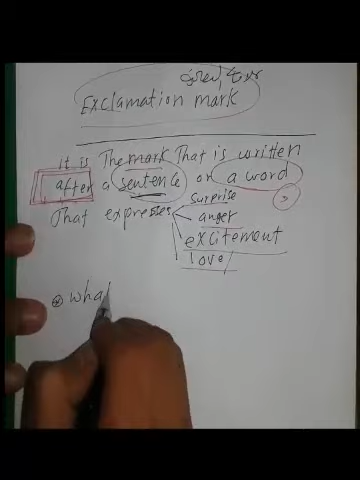 Exclamation mark
it is The mark That is written
after a sentence or a word
That expresses
surprise
anger
excitement
love
wha